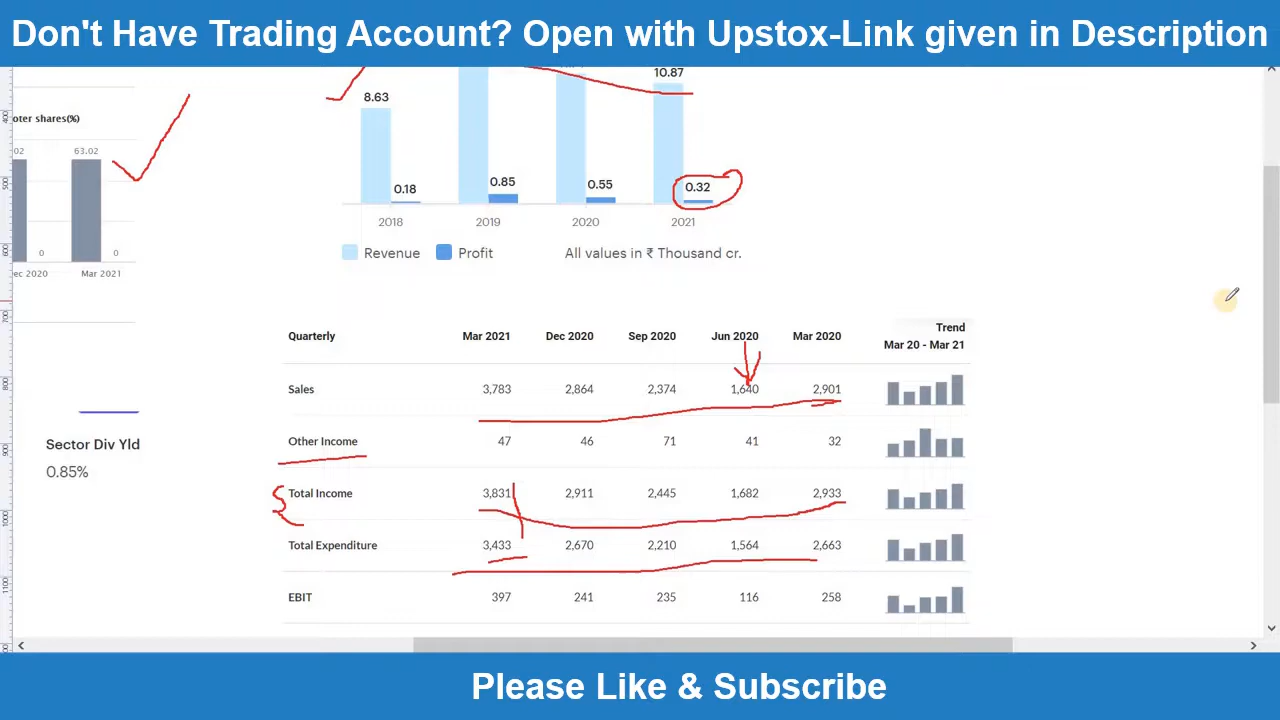 Don't Have Trading Account? Open with Upstox-Link given in Description
oter shares(%)
02 63.02
0 0
ec 2020 Mar 2021
Sector Div Yld
0.85%
8.63 10.87
0.18 0.85 0.55 0.32
2018 2019 2020 2021
Revenue Profit All values in ₹ Thousand cr.
Trend
Quarterly Mar 2021 Dec 2020 Sep 2020 Jun 2020 Mar 2020 Mar 20 - Mar 21
Sales 3,783 2,864 2,374 1,640 2,901
Other Income 47 46 71 41 32
Total Income 3,831 2,911 2,445 1,682 2,933
Total Expenditure 3,433 2,670 2,210 1,564 2,663
EBIT 397 241 235 116 258
Please Like & Subscribe